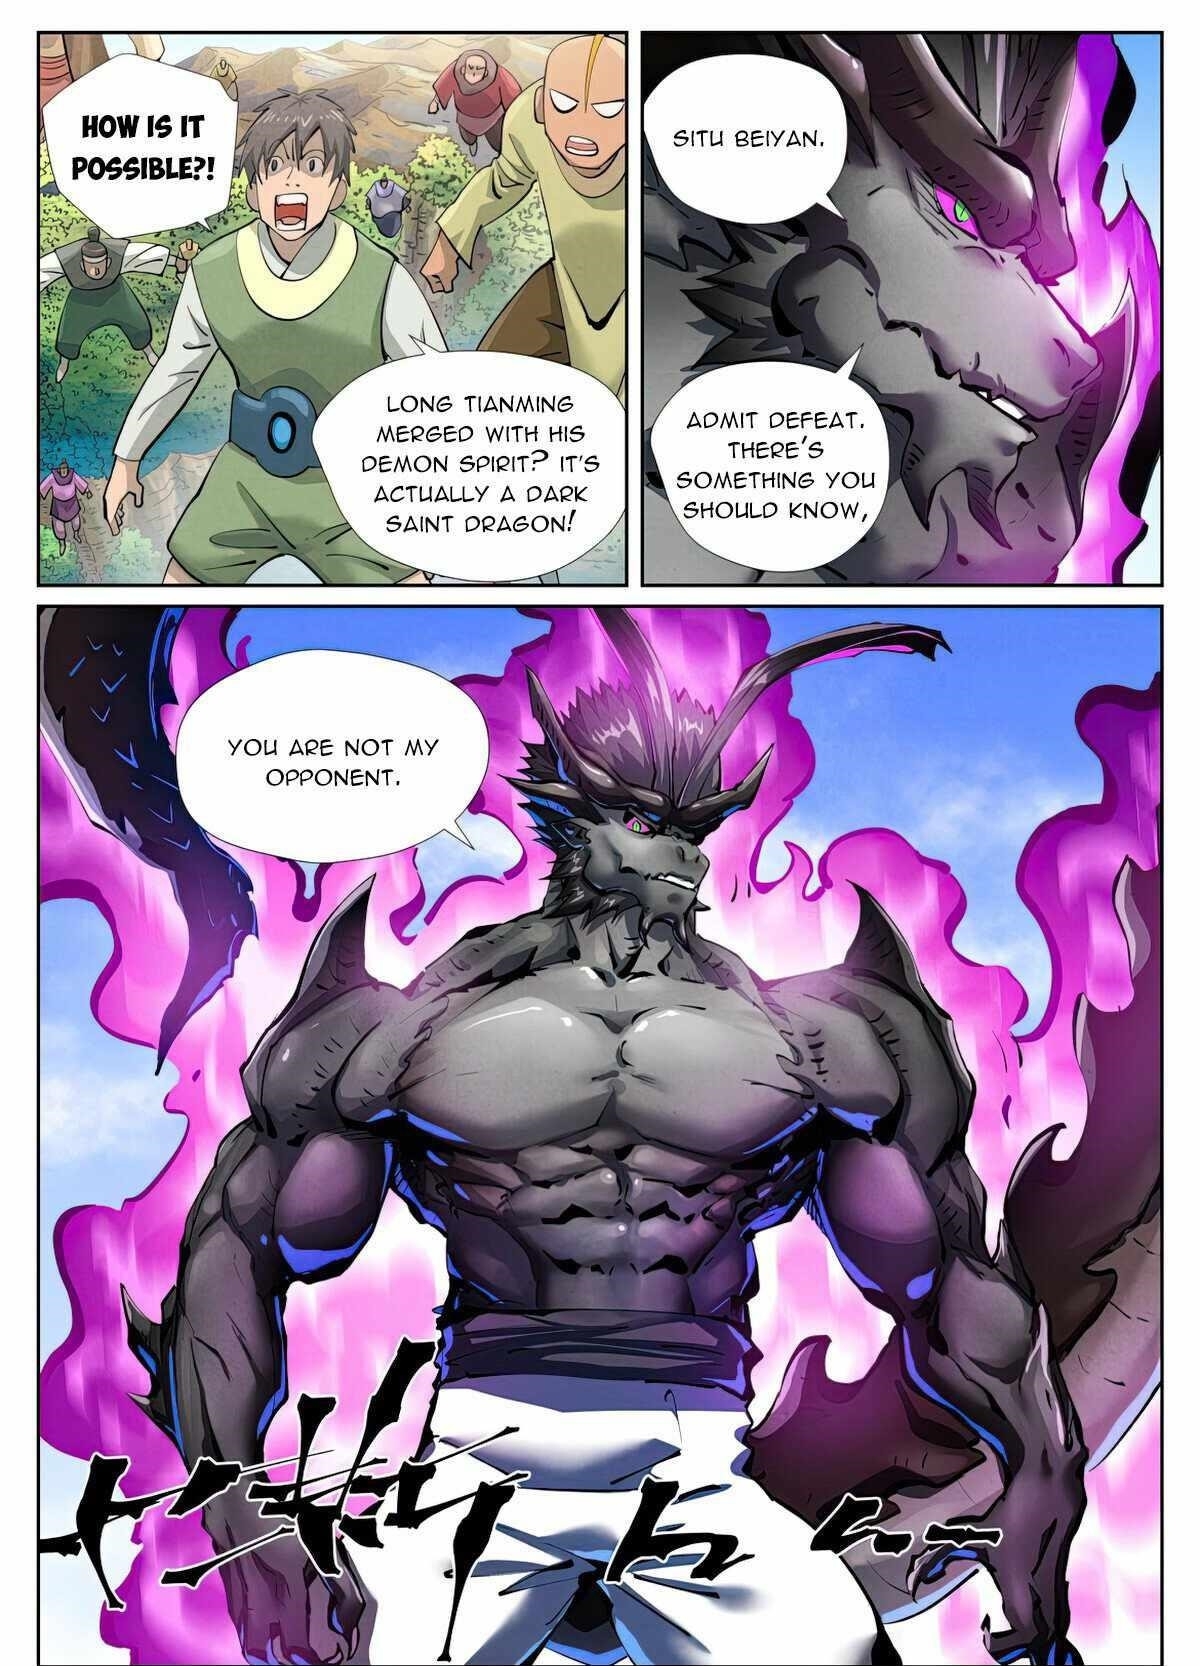 HOW IS IT
POSSIBLE?!
LONG TIANMING
MERGED WITH HIS
DEMON SPIRIT? IT'S
ACTUALLY A DARK
SAINT DRAGON!
SITU BEIYAN.
ADMIT DEFEAT.
THERE'S
SOMETHING YOU
SHOULD KNOW,
YOU ARE NOT MY
OPPONENT.